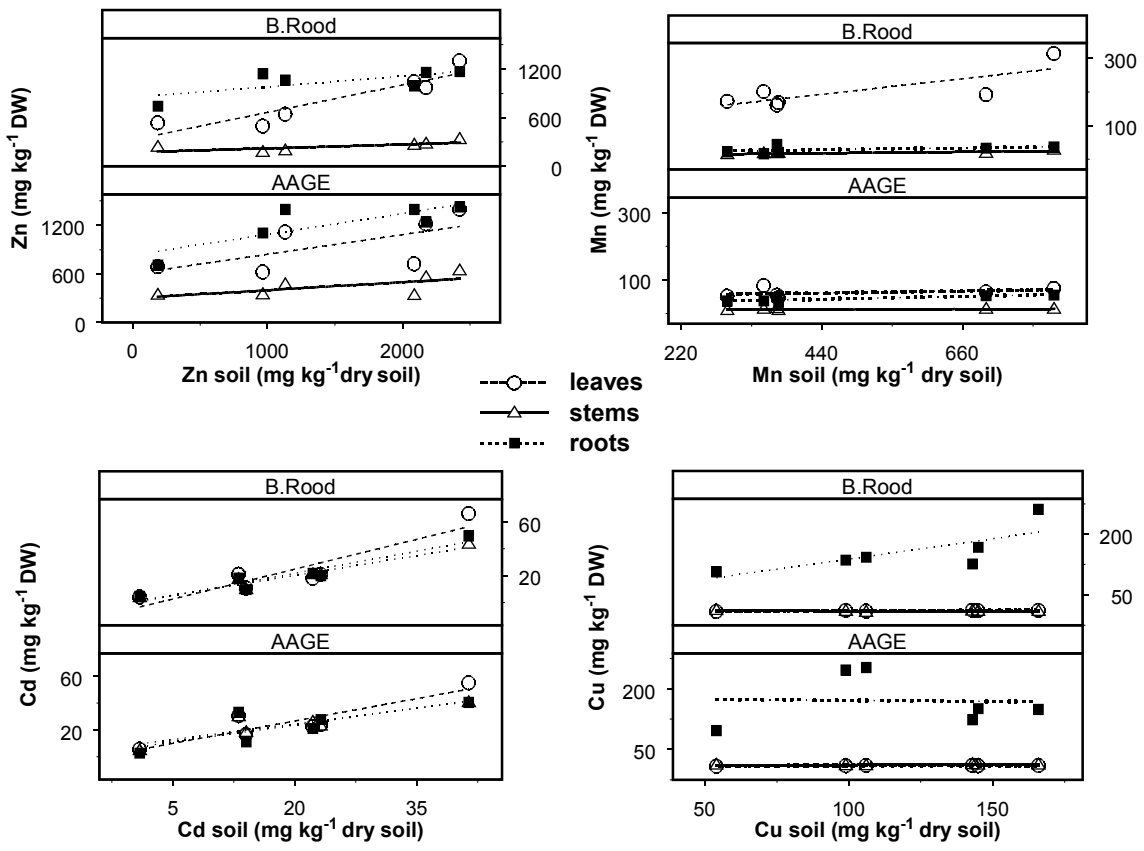 B.Rood
1200
600
0
Zn (mg kg⁻¹ DW)
AAGE
1200
600
0
0 1000 2000
Zn soil (mg kg⁻¹dry soil)
B.Rood
300
100
Mn (mg kg⁻¹ DW)
AAGE
300
100
220 440 660
Mn soil (mg kg⁻¹ dry soil)
leaves
stems
roots
B.Rood
60
20
Cd (mg kg⁻¹ DW)
AAGE
60
20
5 20 35
Cd soil (mg kg⁻¹ dry soil)
B.Rood
200
50
Cu (mg kg⁻¹ DW)
AAGE
200
50
50 100 150
Cu soil (mg kg⁻¹ dry soil)